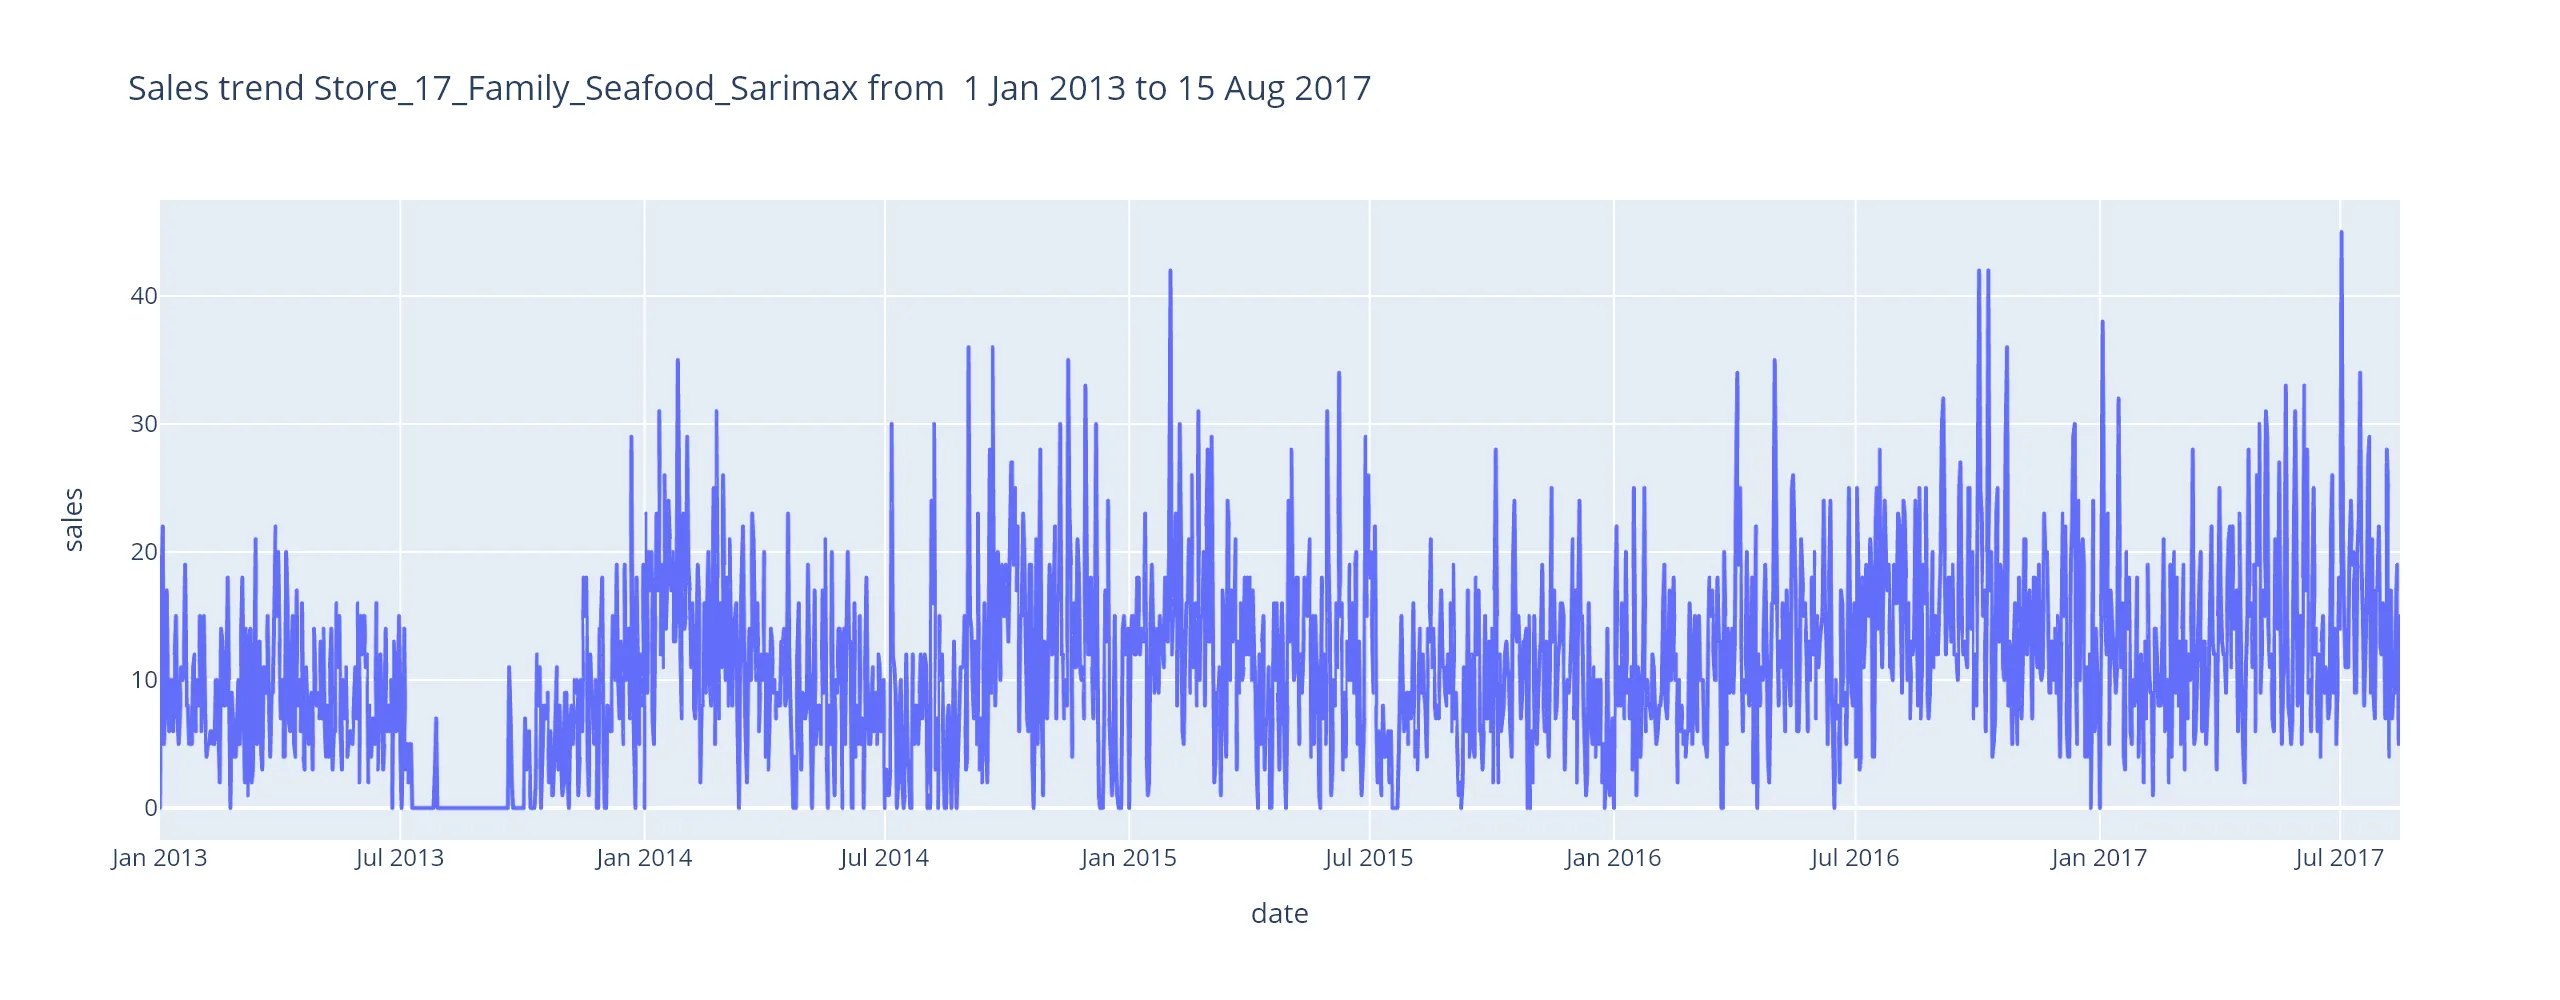 Sales trend Store_17_Family_Seafood_Sarimax from  1 Jan 2013 to 15 Aug 2017
sales
40
30
20
10
0
Jan 2013 Jul 2013 Jan 2014 Jul 2014 Jan 2015 Jul 2015 Jan 2016 Jul 2016 Jan 2017 Jul 2017
date